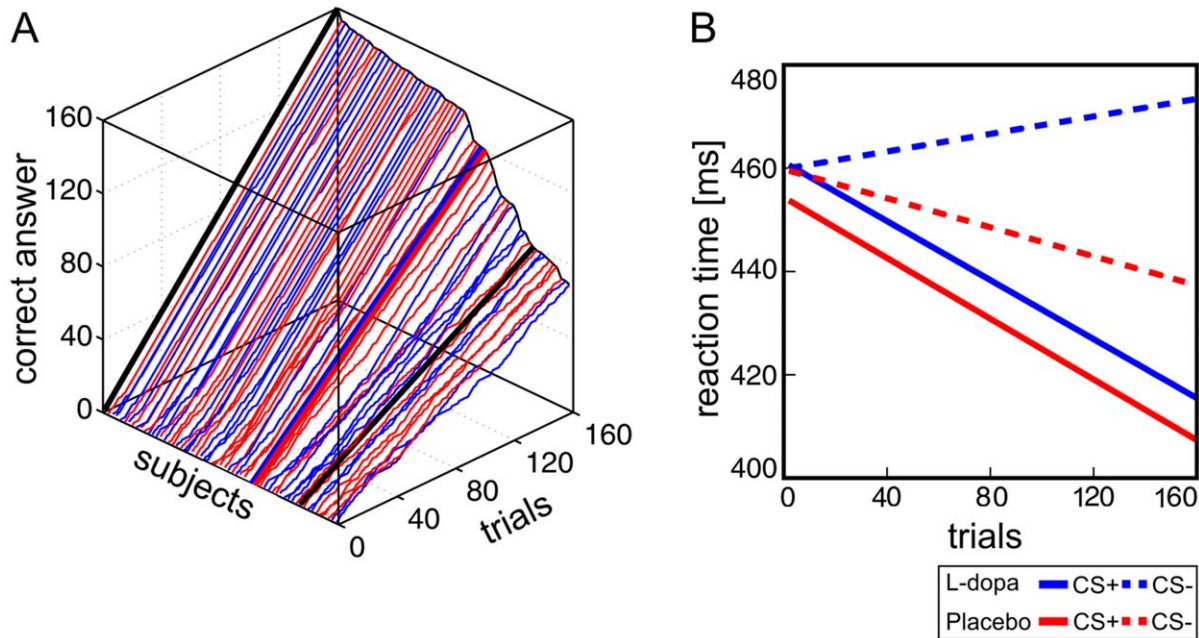 A
correct answer
160
120
80
40
0
subjects
0
40
80
120
160
trials
B
reaction time [ms]
480
460
440
420
400
0
40
80
120
160
trials
L-dopa CS+ CS-
Placebo CS+ CS-